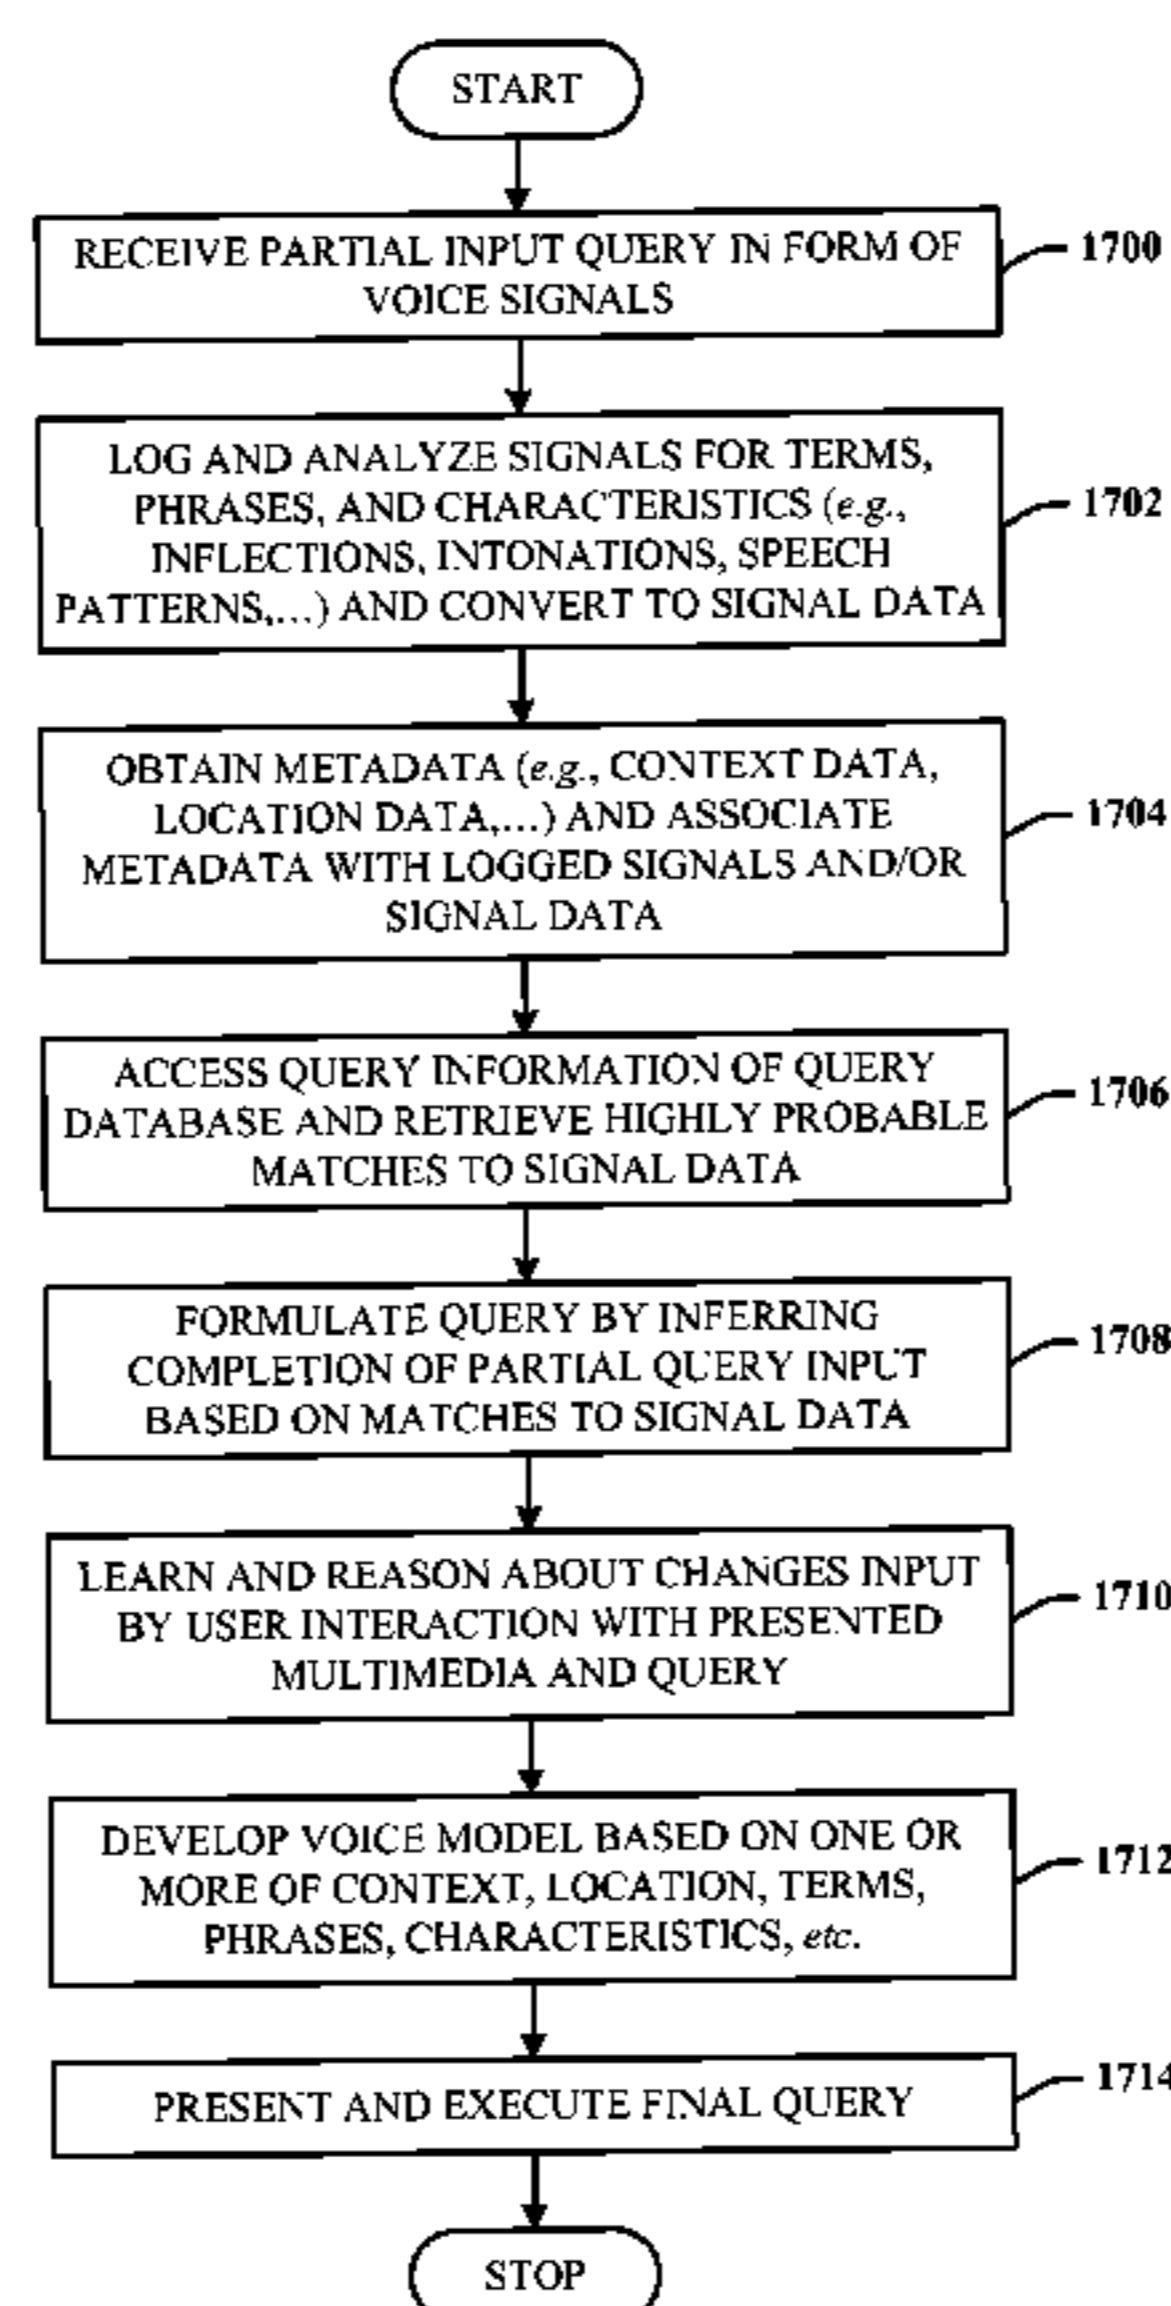 START
RECEIVE PARTIAL INPUT QUERY IN FORM OF
VOICE SIGNALS
1700
LOG AND ANALYZE SIGNALS FOR TERMS,
PHRASES, AND CHARACTERISTICS (e.g.,
INFLECTIONS, INTONATIONS, SPEECH
PATTERNS,...) AND CONVERT TO SIGNAL DATA
1702
OBTAIN METADATA (e.g., CONTEXT DATA,
LOCATION DATA,...) AND ASSOCIATE
METADATA WITH LOGGED SIGNALS AND/OR
SIGNAL DATA
1704
ACCESS QUERY INFORMATION OF QUERY
DATABASE AND RETRIEVE HIGHLY PROBABLE
MATCHES TO SIGNAL DATA
1706
FORMULATE QUERY BY INFERRING
COMPLETION OF PARTIAL QUERY INPUT
BASED ON MATCHES TO SIGNAL DATA
1708
LEARN AND REASON ABOUT CHANGES INPUT
BY USER INTERACTION WITH PRESENTED
MULTIMEDIA AND QUERY
1710
DEVELOP VOICE MODEL BASED ON ONE OR
MORE OF CONTEXT, LOCATION, TERMS,
PHRASES, CHARACTERISTICS, etc.
1712
PRESENT AND EXECUTE FINAL QUERY
1714
STOP